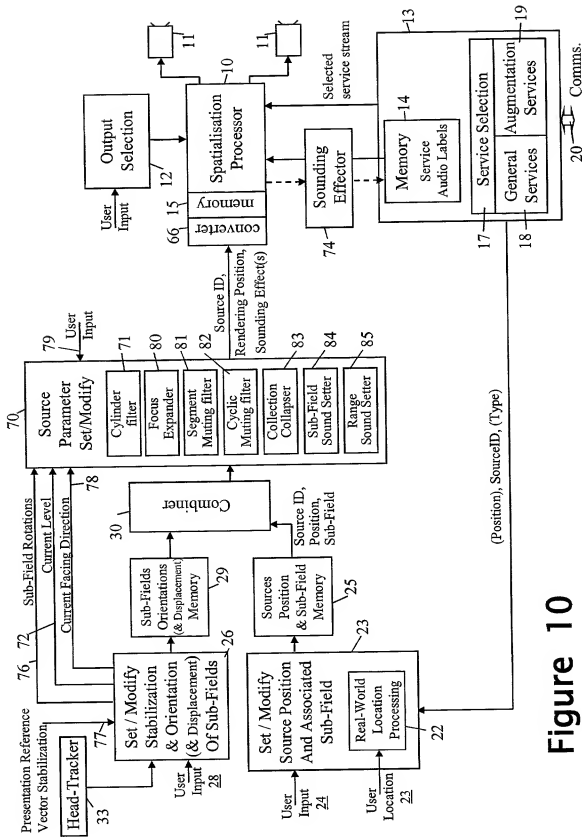 11
11
Output
Selection
12
User
Input
Spatialisation
Processor
10
15
memory
66
converter
Sounding
Effector
74
Selected
service stream
13
14
Memory
Service
Audio Labels
Service Selection
17
General
Services
18
Augmentation
Services
19
20
Comms.
Source ID,
Rendering Position,
Sounding Effect(s)
70
Source
Parameter
Set/Modify
79
User
Input
Cylinder
filter
71
Focus
Expander
80
Segment
Muting filter
81
Cyclic
Muting filter
82
Collection
Collapser
83
Sub-Field
Sound Setter
84
Range
Sound Setter
85
Sub-Field Rotations
Current Level
Current Facing Direction
76
72
78
30
Combiner
Sub-Fields
Orientations
(& Displacement)
Memory
29
Source ID,
Position,
Sub-Field
Sources
Position
& Sub-Field
Memory
25
Presentation Reference
Vector Stabilization
77
Head-Tracker
33
Set / Modify
Stabilization
& Orientation
(& Displacement)
Of Sub-Fields
26
User
Input
28
23
Set / Modify
Source Position
And Associated
Sub-Field
Real-World
Location
Processing
22
User
Input
24
User
Location
23
(Position), SourceID, (Type)
Figure 10